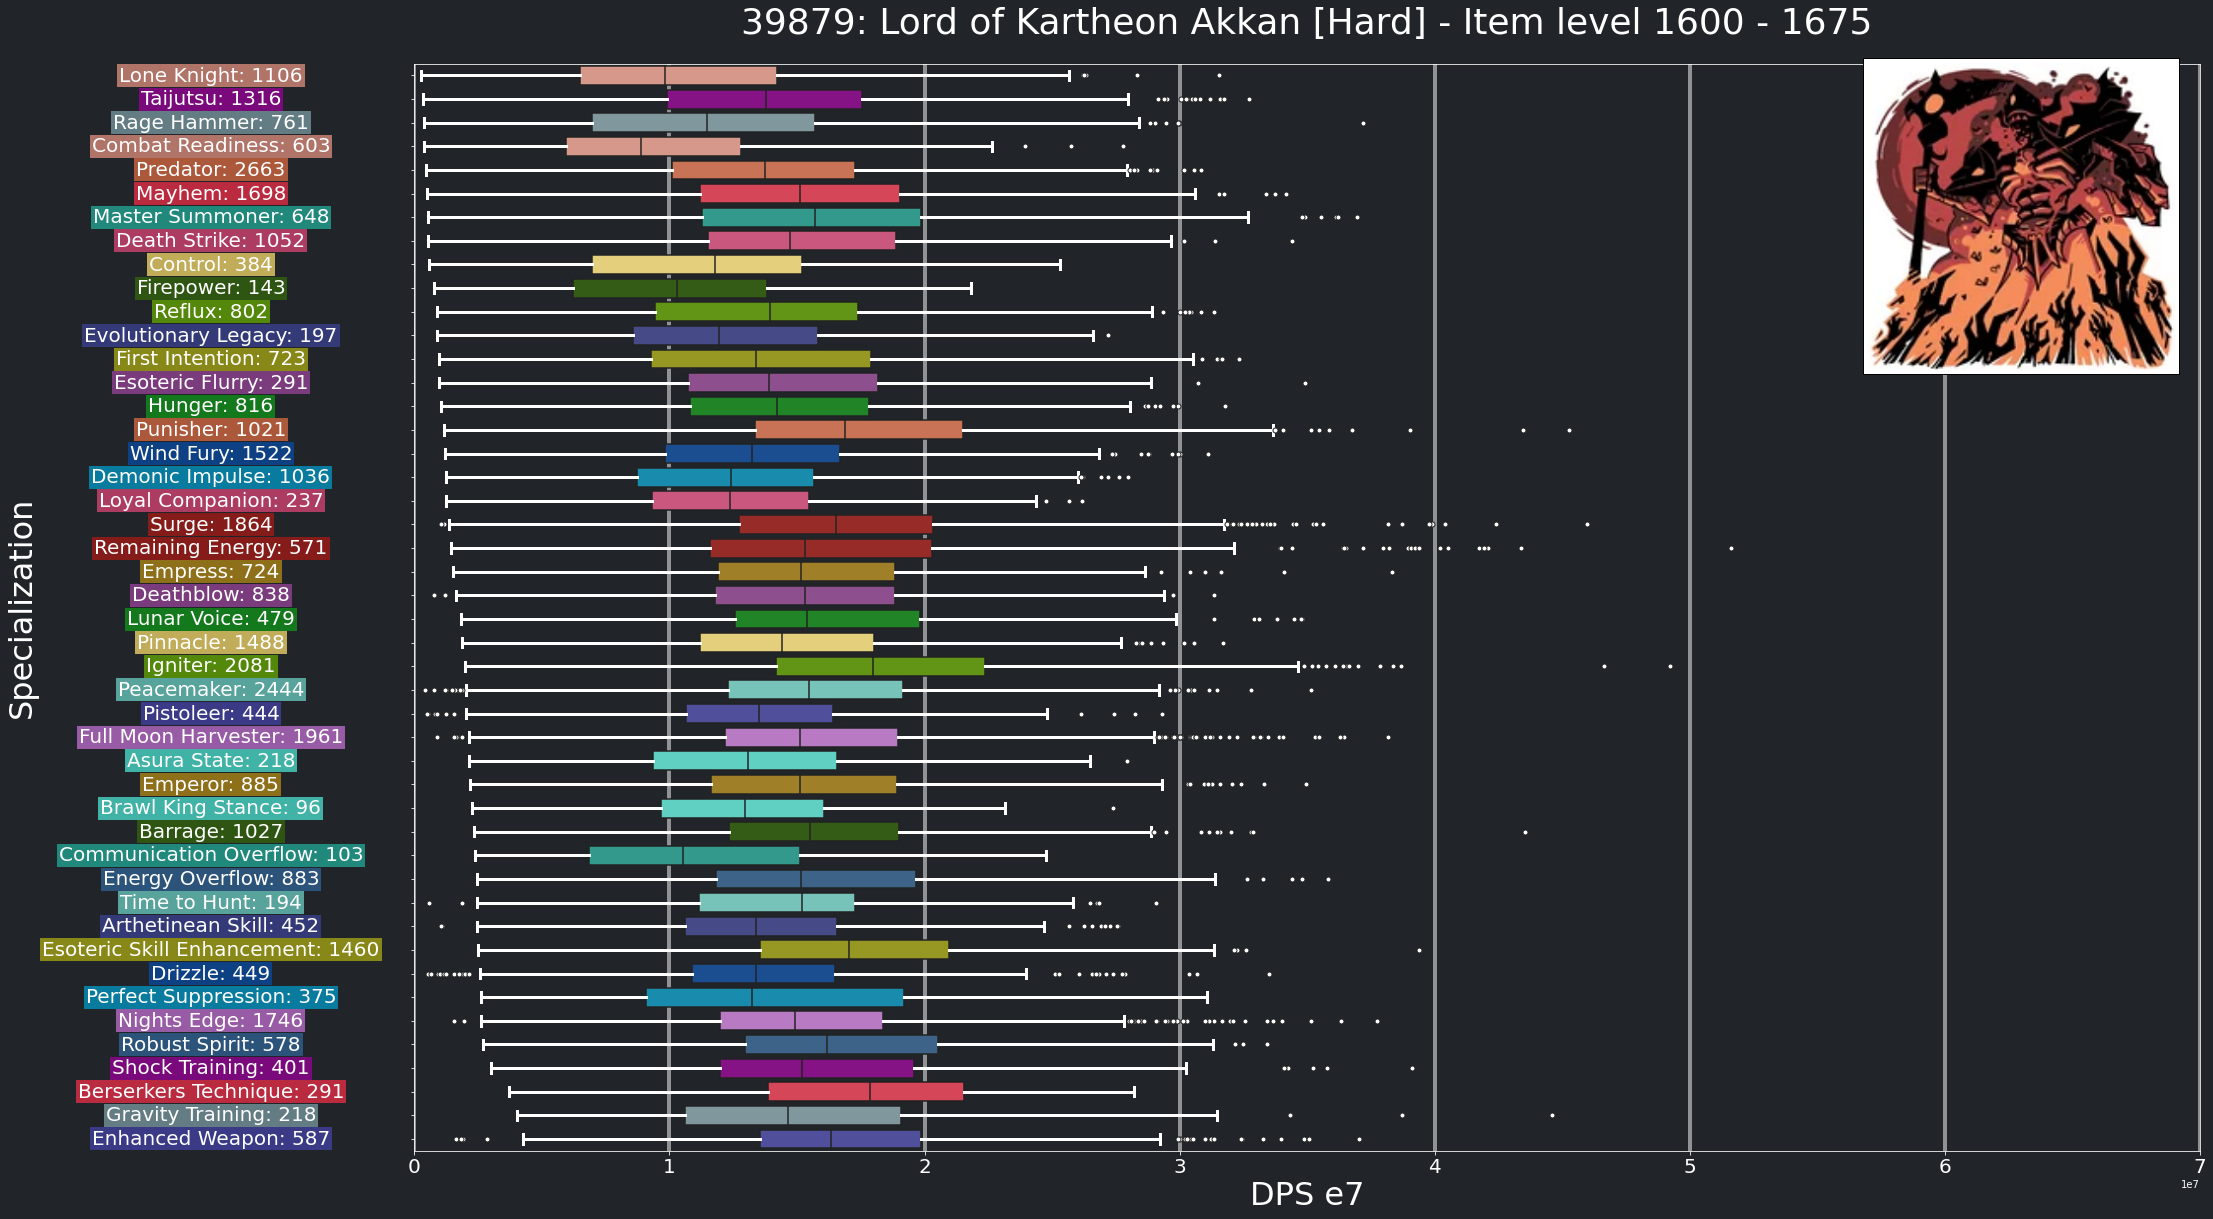 39879: Lord of Kartheon Akkan [Hard] - Item level 1600 - 1675
Specialization
Lone Knight: 1106
Taijutsu: 1316
Rage Hammer: 761
Combat Readiness: 603
Predator: 2663
Mayhem: 1698
Master Summoner: 648
Death Strike: 1052
Control: 384
Firepower: 143
Reflux: 802
Evolutionary Legacy: 197
First Intention: 723
Esoteric Flurry: 291
Hunger: 816
Punisher: 1021
Wind Fury: 1522
Demonic Impulse: 1036
Loyal Companion: 237
Surge: 1864
Remaining Energy: 571
Empress: 724
Deathblow: 838
Lunar Voice: 479
Pinnacle: 1488
Igniter: 2081
Peacemaker: 2444
Pistoleer: 444
Full Moon Harvester: 1961
Asura State: 218
Emperor: 885
Brawl King Stance: 96
Barrage: 1027
Communication Overflow: 103
Energy Overflow: 883
Time to Hunt: 194
Arthetinean Skill: 452
Esoteric Skill Enhancement: 1460
Drizzle: 449
Perfect Suppression: 375
Nights Edge: 1746
Robust Spirit: 578
Shock Training: 401
Berserkers Technique: 291
Gravity Training: 218
Enhanced Weapon: 587
0 1 2 3 4 5 6 7
DPS e7
1e7